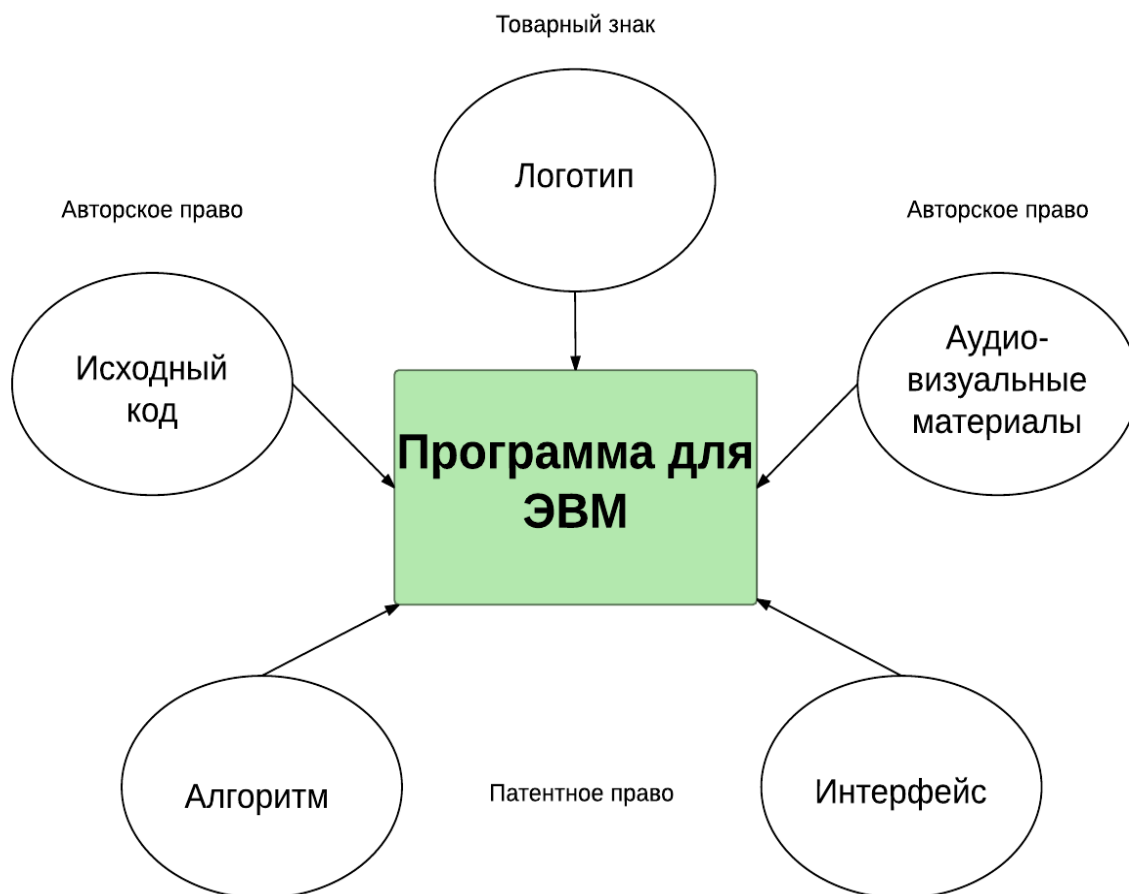 Товарный знак
Логотип
Авторское право
Авторское право
Исходный
код
Аудио-
визуальные
материалы
Программа для
ЭВМ
Алгоритм
Патентное право
Интерфейс